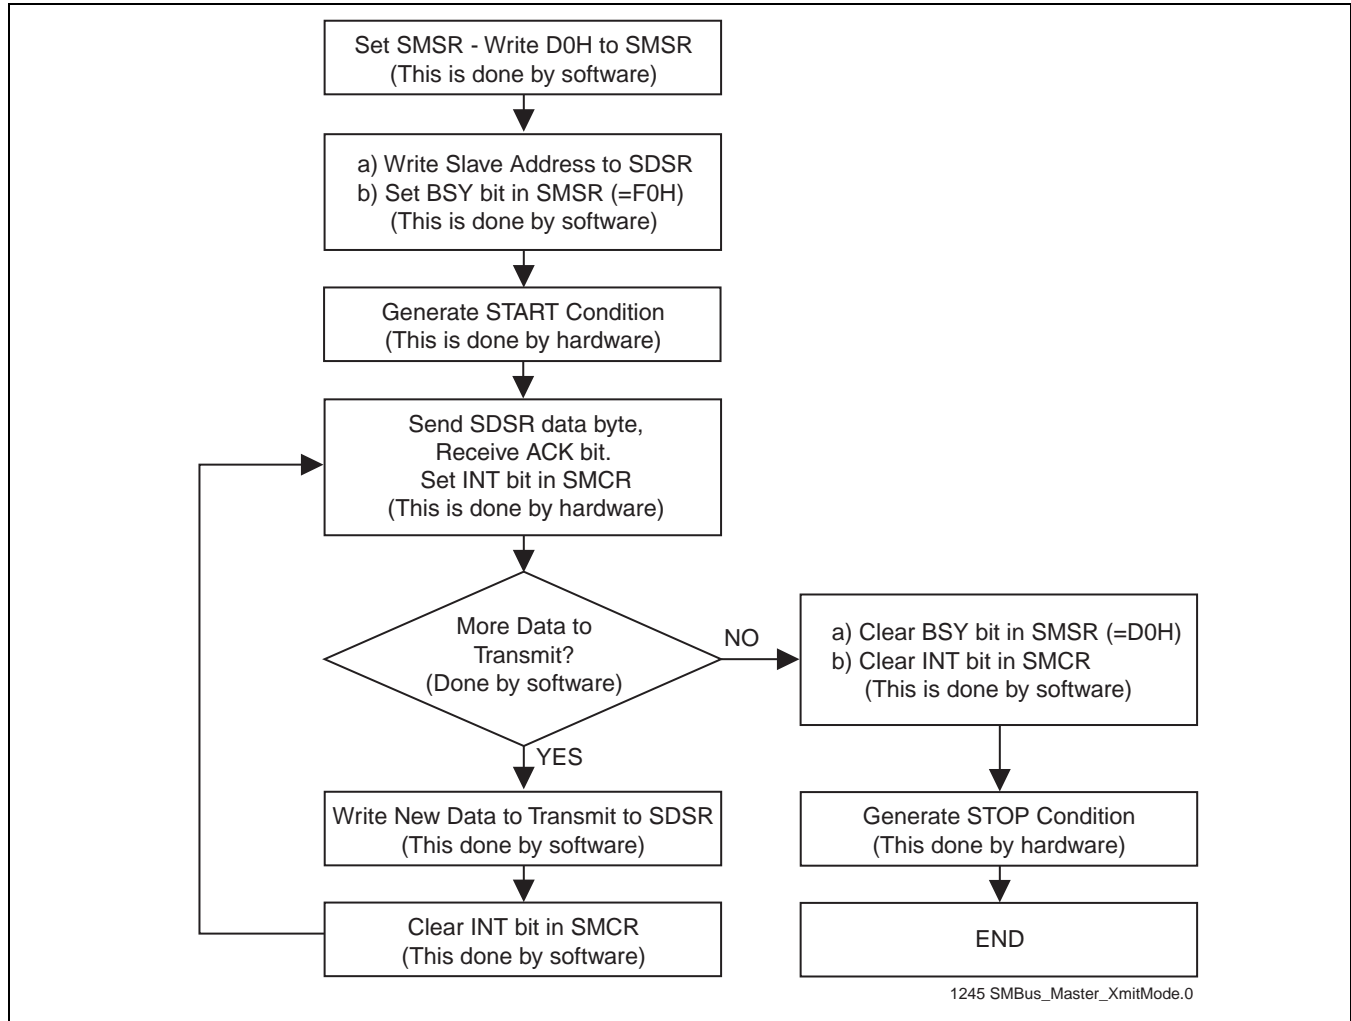 Set SMSR - Write D0H to SMSR
(This is done by software)
a) Write Slave Address to SDSR
b) Set BSY bit in SMSR (=F0H)
(This is done by software)
Generate START Condition
(This is done by hardware)
Send SDSR data byte,
Receive ACK bit.
Set INT bit in SMCR
(This is done by hardware)
More Data to
Transmit?
(Done by software)
NO
a) Clear BSY bit in SMSR (=D0H)
b) Clear INT bit in SMCR
(This is done by software)
YES
Write New Data to Transmit to SDSR
(This done by software)
Generate STOP Condition
(This done by hardware)
Clear INT bit in SMCR
(This done by software)
END
1245 SMBus_Master_XmitMode.0